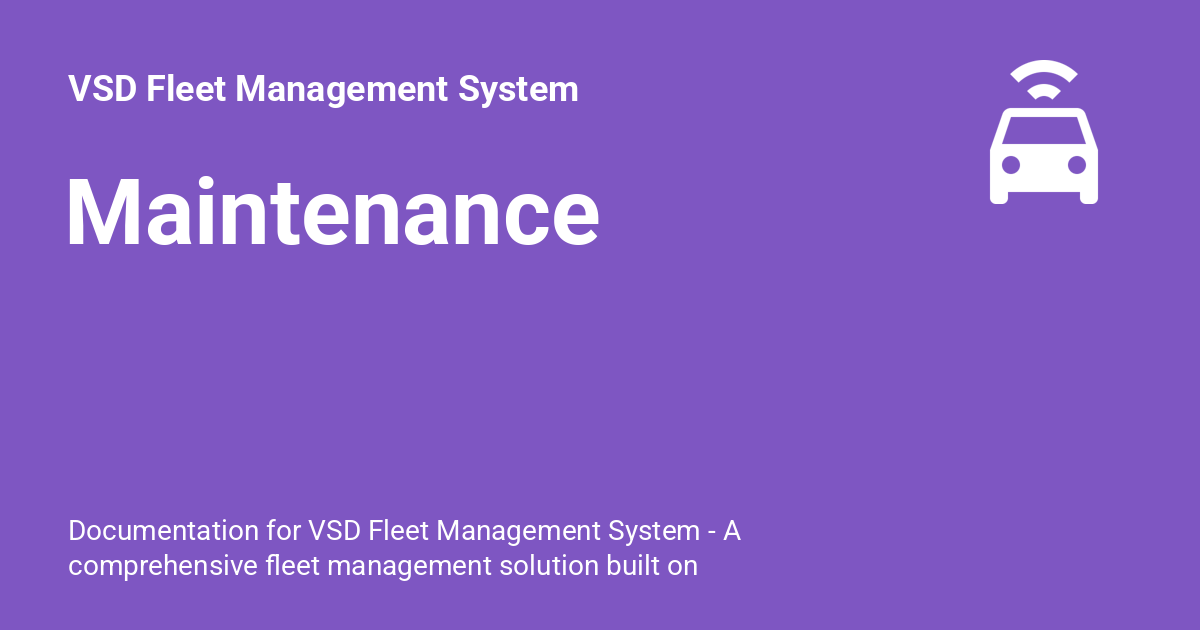 VSD Fleet Management System
Maintenance
Documentation for VSD Fleet Management System - A
comprehensive fleet management solution built on